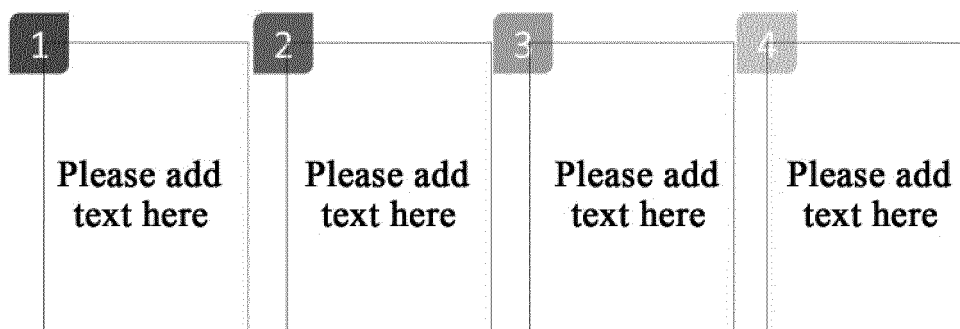 1 2 3 4
Please add Please add Please add Please add
text here text here text here text here